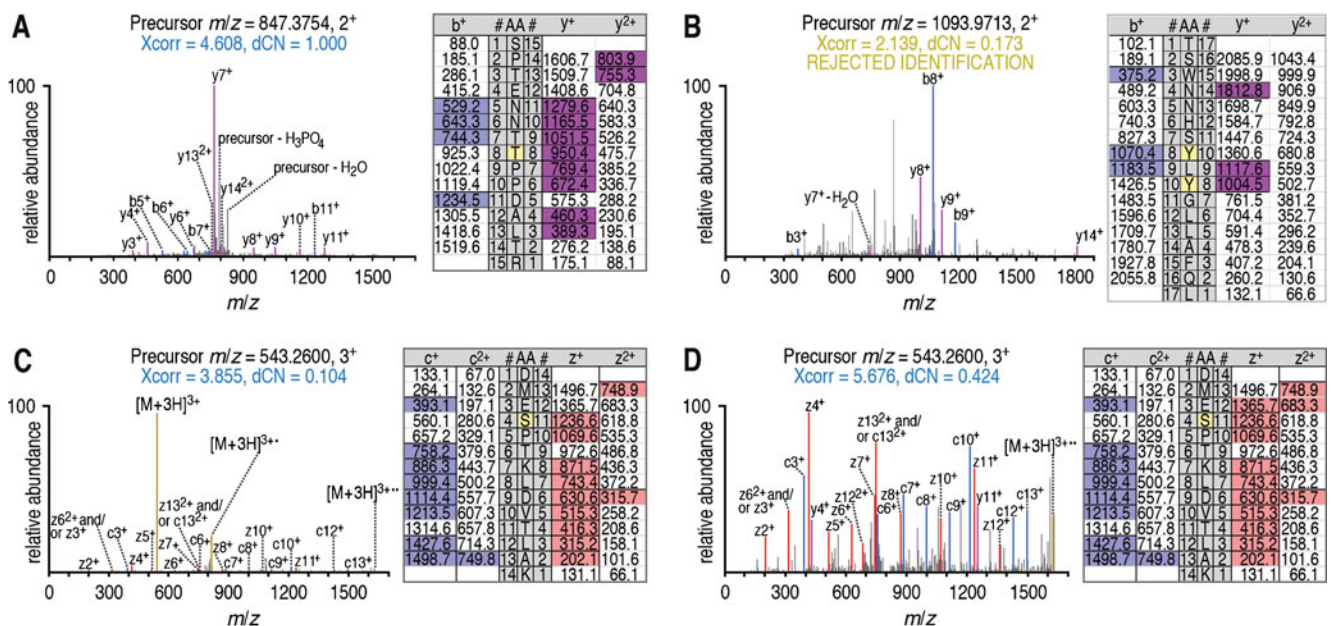 A
Precursor m/z = 847.3754, 2+
Xcorr = 4.608, dCN = 1.000
100
relative abundance
y7+
precursor - H3PO4
y13 2+
y14 2+
precursor - H2O
b5+
b6+
y4+
y6+
b7+
y10+
b11+
y3+
y8+
y9+
y11+
0
300 600 900 1200 1500
m/z
b+ # AA # y+ y2+
88.0 1 S 15
185.1 2 P 14 1606.7 803.9
286.1 3 T 13 1509.7 755.3
415.2 4 E 12 1408.6 704.8
529.2 5 N 11 1279.6 640.3
643.3 6 N 10 1165.5 583.3
744.3 7 T 9 1051.5 526.2
925.3 8 T 8 950.4 475.7
1022.4 9 P 7 769.4 385.2
1119.4 10 P 6 672.4 336.7
1234.5 11 D 5 575.3 288.2
1305.5 12 A 4 460.3 230.6
1418.6 13 L 3 389.3 195.1
1519.6 14 T 2 276.2 138.6
15 R 1 175.1 88.1
B
Precursor m/z = 1093.9713, 2+
Xcorr = 2.139, dCN = 0.173
REJECTED IDENTIFICATION
100
relative abundance
b8+
y8+
y7+ - H2O
y9+
b9+
b3+
y14+
0
300 600 900 1200 1500 1800
m/z
b+ # AA # y+ y2+
102.1 1 T 17
189.1 2 S 16 2085.9 1043.4
375.2 3 W 15 1998.9 999.9
489.2 4 N 14 1812.8 906.9
603.3 5 N 13 1698.7 849.9
740.3 6 H 12 1584.7 792.8
827.3 7 S 11 1447.6 724.3
1070.4 8 Y 10 1360.6 680.8
1183.5 9 L 9 1117.6 559.3
1426.5 10 Y 8 1004.5 502.7
1483.5 11 G 7 761.5 381.2
1596.6 12 L 6 704.4 352.7
1709.7 13 L 5 591.4 296.2
1780.7 14 A 4 478.3 239.6
1927.8 15 F 3 407.2 204.1
2055.8 16 Q 2 260.2 130.6
17 L 1 132.1 66.6
C
Precursor m/z = 543.2600, 3+
Xcorr = 3.855, dCN = 0.104
100
relative abundance
[M+3H]3+
[M+3H]3+•
[M+3H]3+••
z13 2+ and/
or c13 2+
z6 2+ and/
or z3+
c3+
z5+
z7+
c6+
z8+
z10+
c8+
c10+
c12+
z2+
z4+
z6+
c7+
c9+
z11+
c13+
0
300 600 900 1200 1500
m/z
c+ c2+ # AA # z+ z2+
133.1 67.0 1 D 14
264.1 132.6 2 M 13 1496.7 748.9
393.1 197.1 3 E 12 1365.7 683.3
560.1 280.6 4 S 11 1236.6 618.8
657.2 329.1 5 P 10 1069.6 535.3
758.2 379.6 6 T 9 972.6 486.8
886.3 443.7 7 K 8 871.5 436.3
999.4 500.2 8 L 7 743.4 372.2
1114.4 557.7 9 D 6 630.6 315.7
1213.5 607.3 10 V 5 515.3 258.2
1314.6 657.8 11 T 4 416.3 208.6
1427.6 714.3 12 L 3 315.2 158.1
1498.7 749.8 13 A 2 202.1 101.6
14 K 1 131.1 66.1
D
Precursor m/z = 543.2600, 3+
Xcorr = 5.676, dCN = 0.424
100
relative abundance
z4+
z13 2+ and/
or c13 2+
c10+
[M+3H]3+••
c3+
z7+
z11+
z6 2+ and/
or z3+
z12 2+
z8+
c7+
z10+
z6+
c6+
c8+
y11+
c13+
z2+
y4+
z5+
c9+
z12+
c12+
0
300 600 900 1200 1500
m/z
c+ c2+ # AA # z+ z2+
133.1 67.0 1 D 14
264.1 132.6 2 M 13 1496.7 748.9
393.1 197.1 3 E 12 1365.7 683.3
560.1 280.6 4 S 11 1236.6 618.8
657.2 329.1 5 P 10 1069.6 535.3
758.2 379.6 6 T 9 972.6 486.8
886.3 443.7 7 K 8 871.5 436.3
999.4 500.2 8 L 7 743.4 372.2
1114.4 557.7 9 D 6 630.6 315.7
1213.5 607.3 10 V 5 515.3 258.2
1314.6 657.8 11 T 4 416.3 208.6
1427.6 714.3 12 L 3 315.2 158.1
1498.7 749.8 13 A 2 202.1 101.6
14 K 1 131.1 66.1